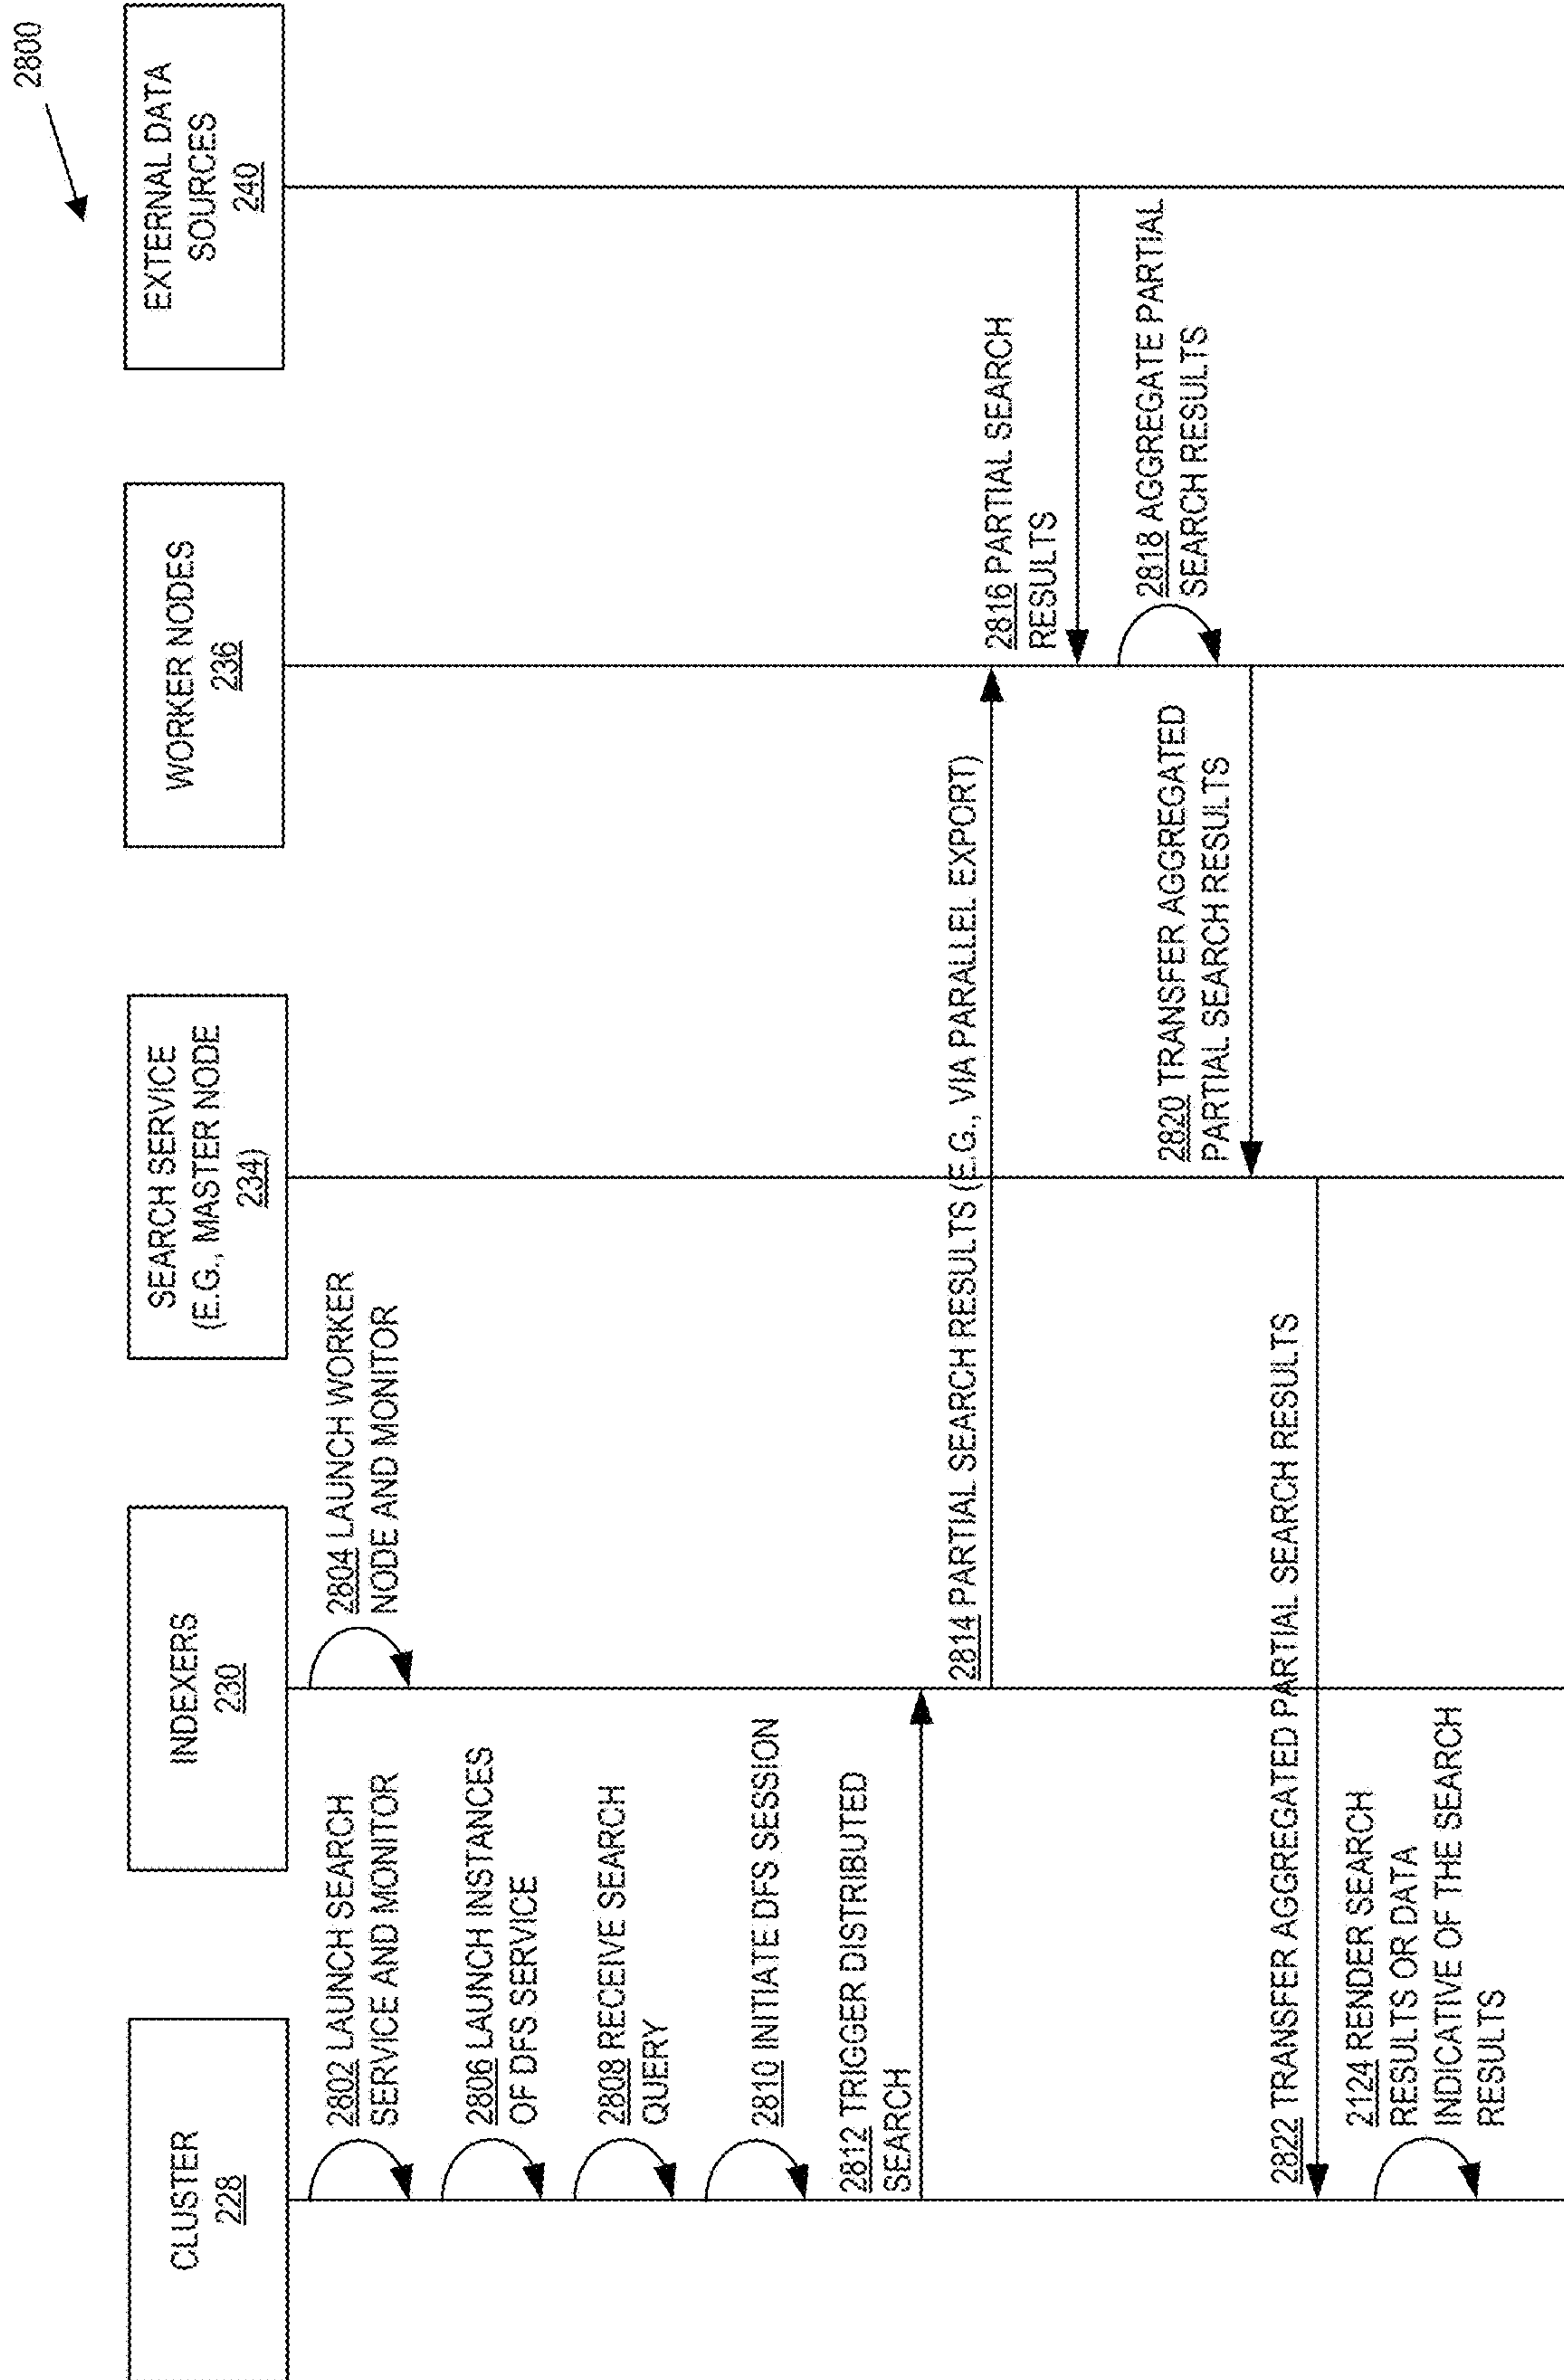 2800
CLUSTER
228
INDEXERS
230
SEARCH SERVICE
(E.G., MASTER NODE
234)
WORKER NODES
236
EXTERNAL DATA
SOURCES
240
2802 LAUNCH SEARCH
SERVICE AND MONITOR
2804 LAUNCH WORKER
NODE AND MONITOR
2806 LAUNCH INSTANCES
OF DFS SERVICE
2808 RECEIVE SEARCH
QUERY
2810 INITIATE DFS SESSION
2812 TRIGGER DISTRIBUTED
SEARCH
2814 PARTIAL SEARCH RESULTS (E.G., VIA PARALLEL EXPORT)
2816 PARTIAL SEARCH
RESULTS
2818 AGGREGATE PARTIAL
SEARCH RESULTS
2820 TRANSFER AGGREGATED
PARTIAL SEARCH RESULTS
2822 TRANSFER AGGREGATED PARTIAL SEARCH RESULTS
2124 RENDER SEARCH
RESULTS OR DATA
INDICATIVE OF THE SEARCH
RESULTS